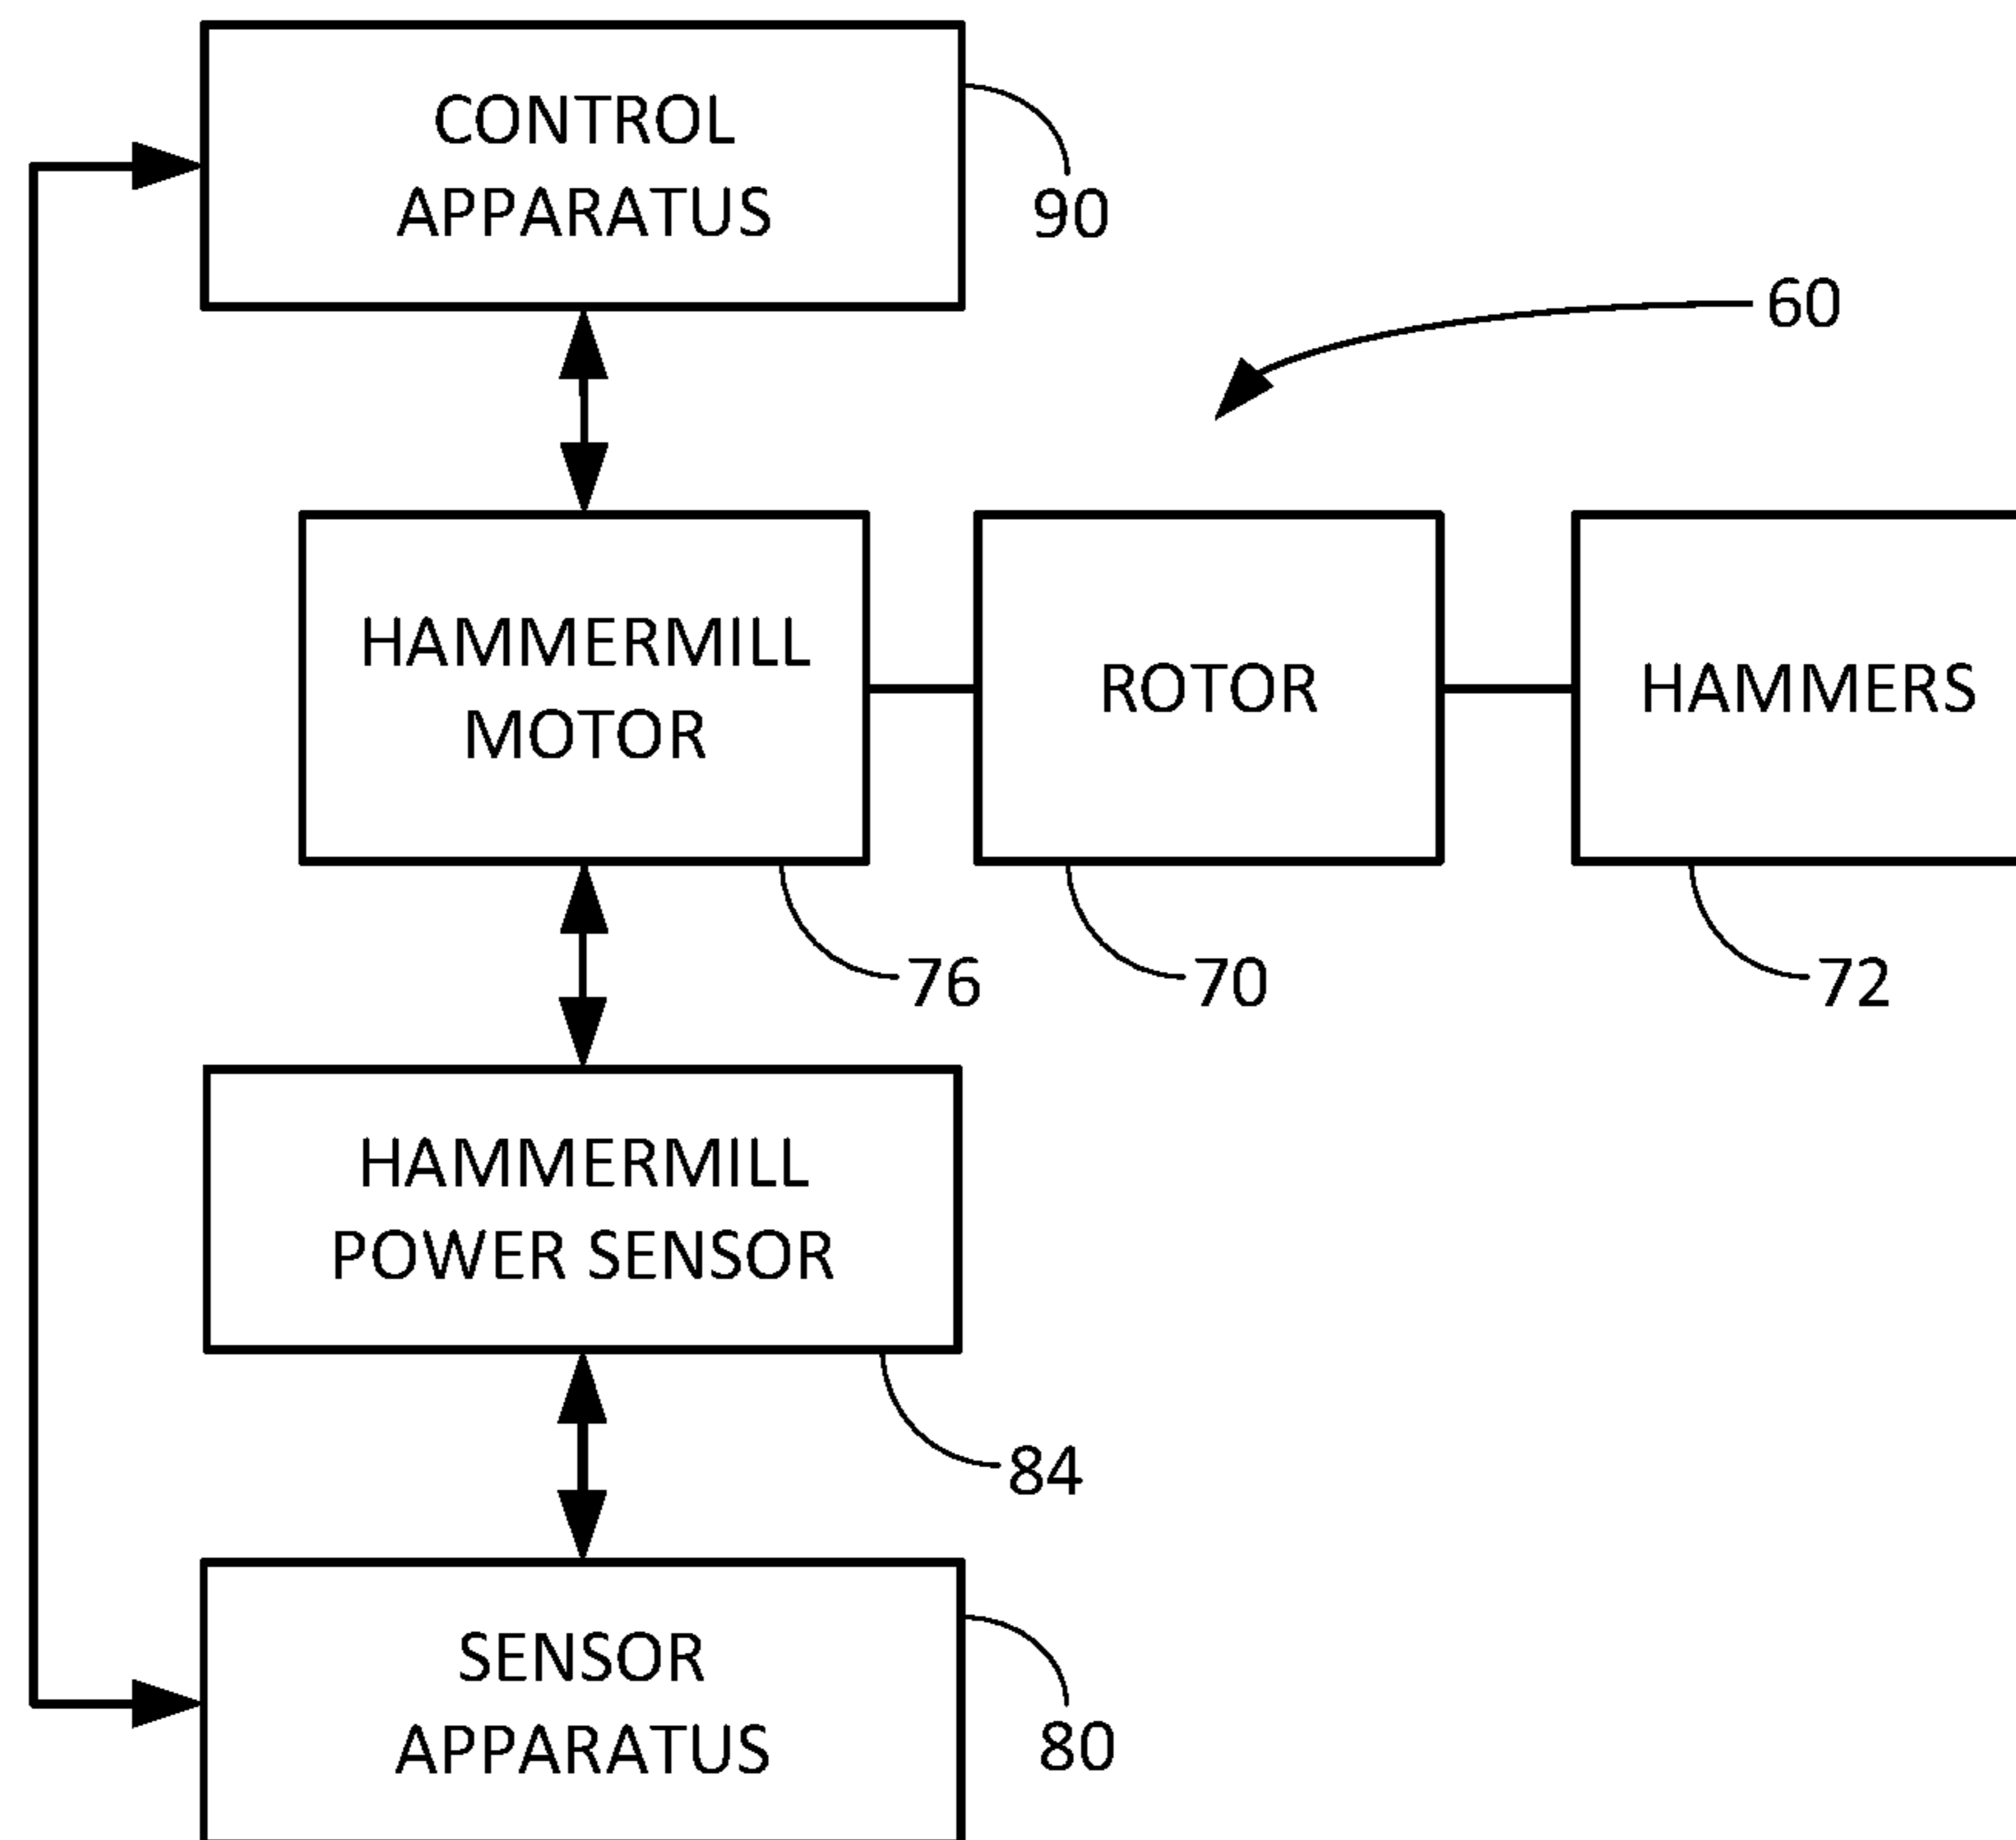 CONTROL
APPARATUS
90
60
HAMMERMILL
MOTOR
ROTOR
HAMMERS
76
70
72
HAMMERMILL
POWER SENSOR
84
SENSOR
APPARATUS
80